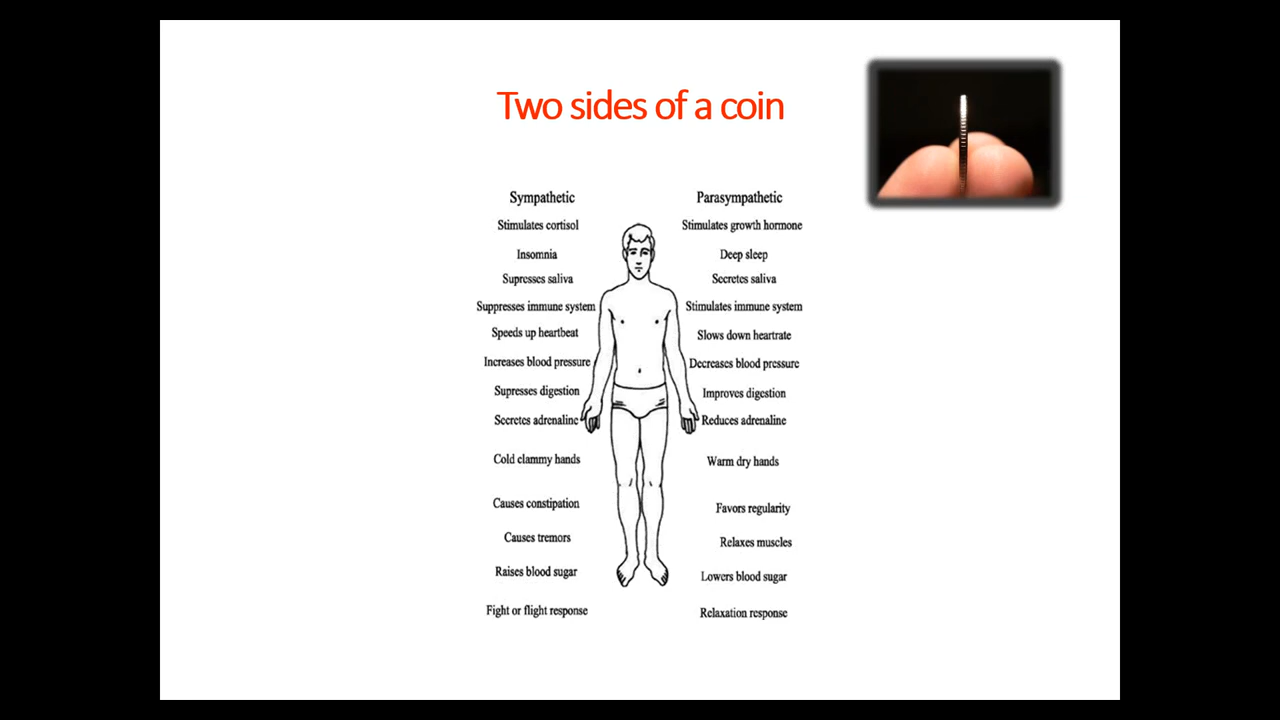 Two sides of a coin
Sympathetic
Stimulates cortisol
Insomnia
Supresses saliva
Suppresses immune system
Speeds up heartbeat
Increases blood pressure
Supresses digestion
Secretes adrenaline
Cold clammy hands
Causes constipation
Causes tremors
Raises blood sugar
Fight or flight response
Parasympathetic
Stimulates growth hormone
Deep sleep
Secretes saliva
Stimulates immune system
Slows down heartrate
Decreases blood pressure
Improves digestion
Reduces adrenaline
Warm dry hands
Favors regularity
Relaxes muscles
Lowers blood sugar
Relaxation response